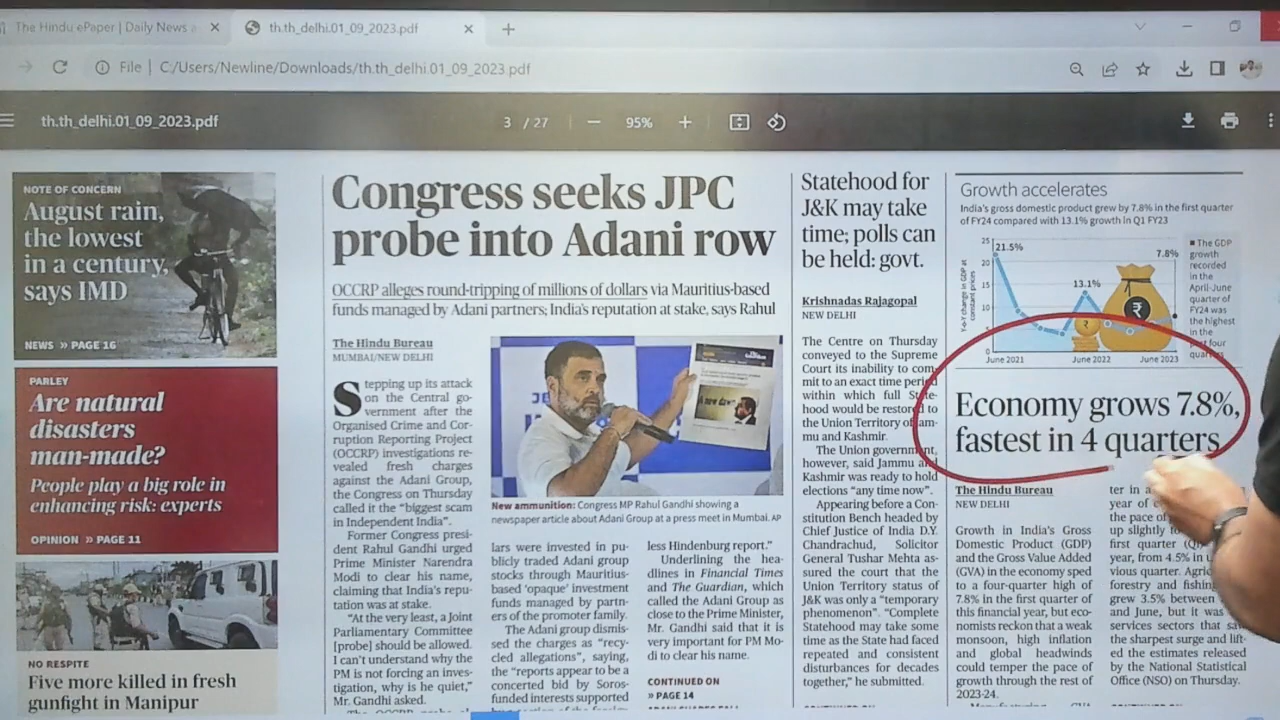 The Hindu ePaper | Daily News
th.th_delhi.01_09_2023.pdf
File | C:/Users/Newline/Downloads/th.th_delhi.01_09_2023.pdf
th.th_delhi.01_09_2023.pdf
3 / 27
95%
NOTE OF CONCERN
August rain,
the lowest
in a century,
says IMD
NEWS » PAGE 16
PARLEY
Are natural
disasters
man-made?
People play a big role in
enhancing risk: experts
OPINION » PAGE 11
NO RESPITE
Five more killed in fresh
gunfight in Manipur
Congress seeks JPC
probe into Adani row
OCCRP alleges round-tripping of millions of dollars via Mauritius-based
funds managed by Adani partners; India's reputation at stake, says Rahul
The Hindu Bureau
MUMBAI/NEW DELHI
Stepping up its attack
on the Central go-
vernment after the
Organised Crime and Cor-
ruption Reporting Project
(OCCRP) investigations re-
vealed fresh charges
against the Adani Group,
the Congress on Thursday
called it the "biggest scam
in Independent India".
Former Congress presi-
dent Rahul Gandhi urged
Prime Minister Narendra
Modi to clear his name,
claiming that India's repu-
tation was at stake.
"At the very least, a Joint
Parliamentary Committee
[probe] should be allowed.
I can't understand why the
PM is not forcing an inves-
tigation, why is he quiet,"
Mr. Gandhi asked.
New ammunition: Congress MP Rahul Gandhi showing a
newspaper article about Adani Group at a press meet in Mumbai. AP
lars were invested in pu-
blicly traded Adani group
stocks through Mauritius-
based 'opaque' investment
funds managed by partn-
ers of the promoter family.
The Adani group dismis-
sed the charges as "recy-
cled allegations", saying,
the "reports appear to be a
concerted bid by Soros-
funded interests supported
less Hindenburg report."
Underlining the hea-
dlines in Financial Times
and The Guardian, which
called the Adani Group as
close to the Prime Minister,
Mr. Gandhi said that it is
very important for PM Mo-
di to clear his name.
CONTINUED ON
» PAGE 14
Statehood for
J&K may take
time; polls can
be held: govt.
Krishnadas Rajagopal
NEW DELHI
The Centre on Thursday
conveyed to the Supreme
Court its inability to com-
mit to an exact time period
within which full State-
hood would be restored to
the Union Territory of Jam-
mu and Kashmir.
The Union government,
however, said Jammu and
Kashmir was ready to hold
elections "any time now".
Appearing before a Con-
stitution Bench headed by
Chief Justice of India D.Y.
Chandrachud, Solicitor
General Tushar Mehta as-
sured the court that the
Union Territory status of
J&K was only a "temporary
phenomenon". "Complete
Statehood may take some
time as the State had faced
repeated and consistent
disturbances for decades
together," he submitted.
Growth accelerates
India's gross domestic product grew by 7.8% in the first quarter
of FY24 compared with 13.1% growth in Q1 FY23
Y-o-Y change in GDP at
constant prices
25
20
15
10
5
0
21.5%
13.1%
7.8%
June 2021
June 2022
June 2023
The GDP
growth
recorded
in the
April-June
quarter of
FY24 was
the highest
in the
past four
quarters
Economy grows 7.8%,
fastest in 4 quarters
The Hindu Bureau
NEW DELHI
Growth in India's Gross
Domestic Product (GDP)
and the Gross Value Added
(GVA) in the economy sped
to a four-quarter high of
7.8% in the first quarter of
this financial year, but eco-
nomists reckon that a weak
monsoon, high inflation
and global headwinds
could temper the pace of
growth through the rest of
2023-24.
ter in a
year of
the pace of
up slightly
first quarter (Q1)
year, from 4.5% in
vious quarter.
forestry and fishing
grew 3.5% between
and June, but it was
services sectors that
the sharpest surge and lift-
ed the estimates released
by the National Statistical
Office (NSO) on Thursday.